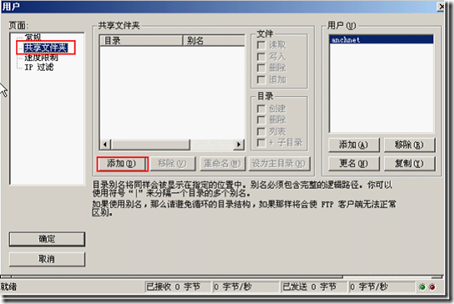 用户
页面:
常规
共享文件夹
速度限制
IP 过滤
确定
取消
共享文件夹
目录
别名
添加(D)
移除(V)
重命名(N)
设为主目录(H)
文件
读取
写入
删除
添加
目录
创建
删除
列表
+ 子目录
用户(U)
anchnet
添加(A)
移除(R)
更名(M)
复制(Y)
目录别名将同样会被显示在指定的位置中。别名必须包含完整的逻辑路径。你可以
使用符号“|”来分隔一个目录的多个别名。
如果使用别名，那么请避免循环的目录结构，如果那样将会使 FTP 客户端无法正常
区别。
就绪
已接收 0 字节
0 字节/秒
已发送 0 字节
0 字节/秒